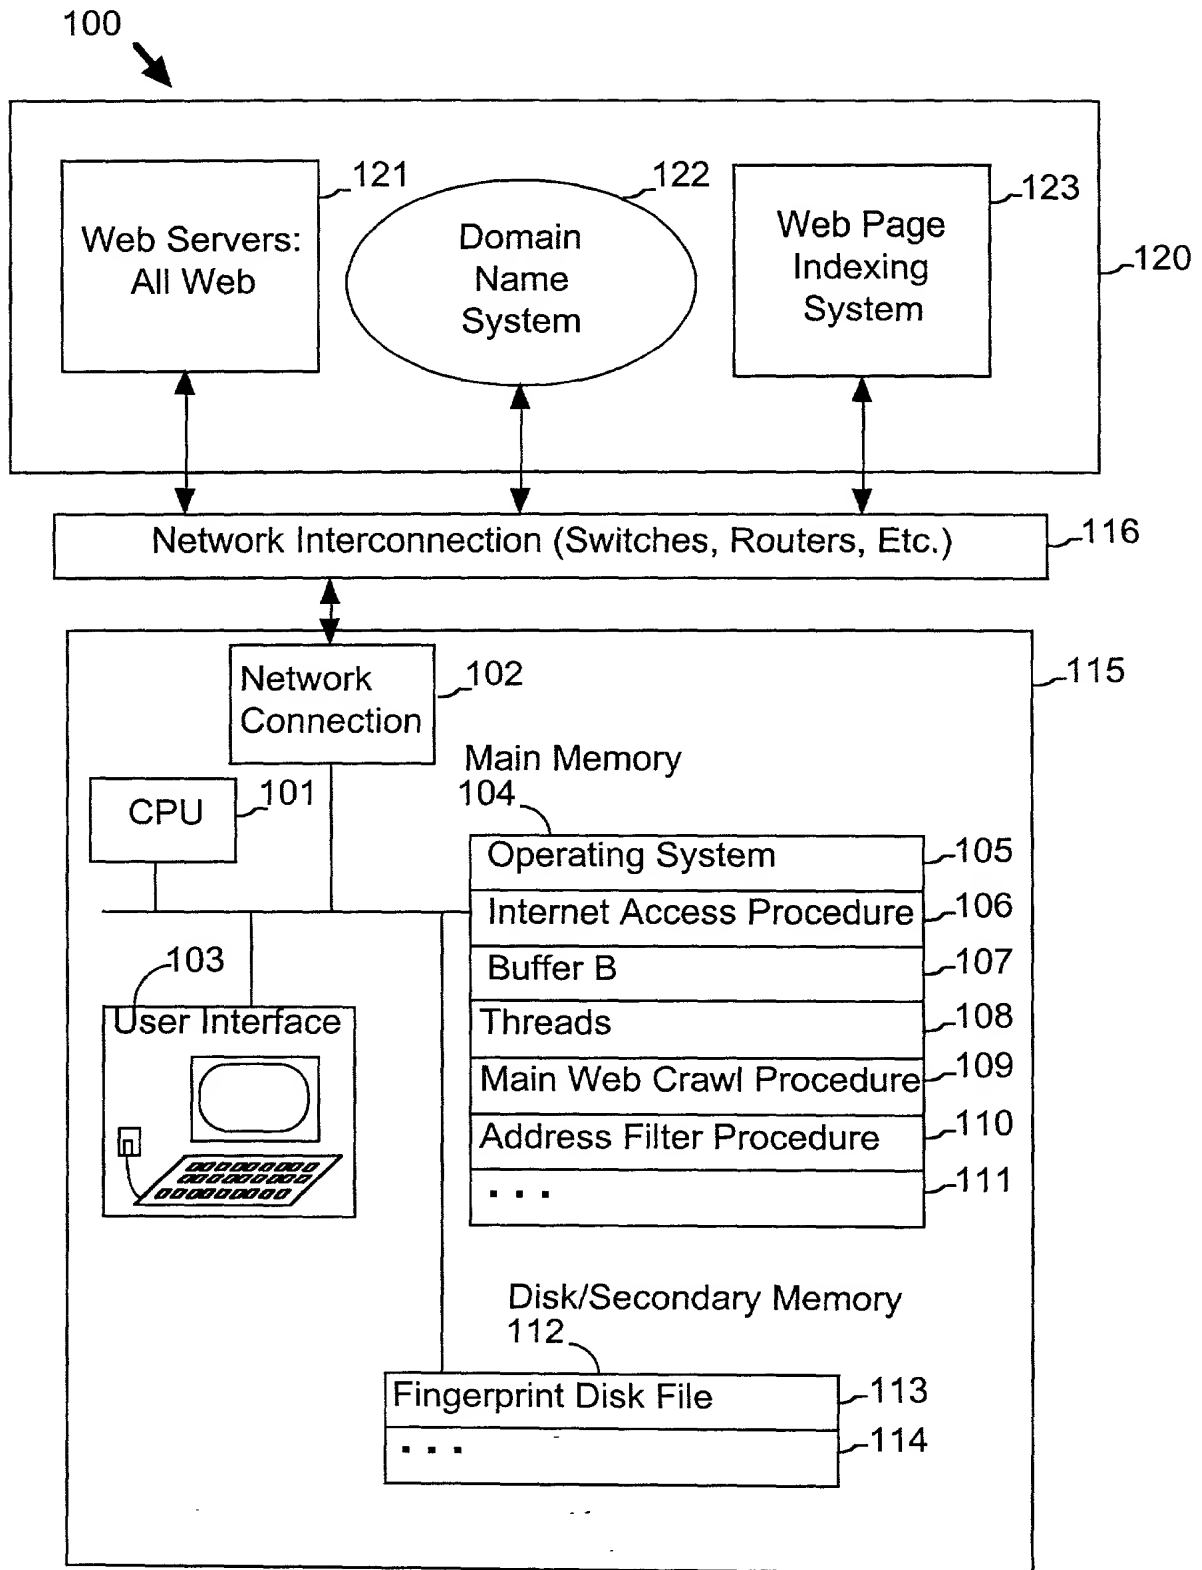 100
121
122
123
Web Servers:
All Web
Domain
Name
System
Web Page
Indexing
System
120
Network Interconnection (Switches, Routers, Etc.)
116
Network
Connection
102
115
Main Memory
104
CPU
101
Operating System
105
Internet Access Procedure
106
Buffer B
107
103
User Interface
Threads
108
Main Web Crawl Procedure
109
Address Filter Procedure
110
. . .
111
Disk/Secondary Memory
112
Fingerprint Disk File
113
. . .
114